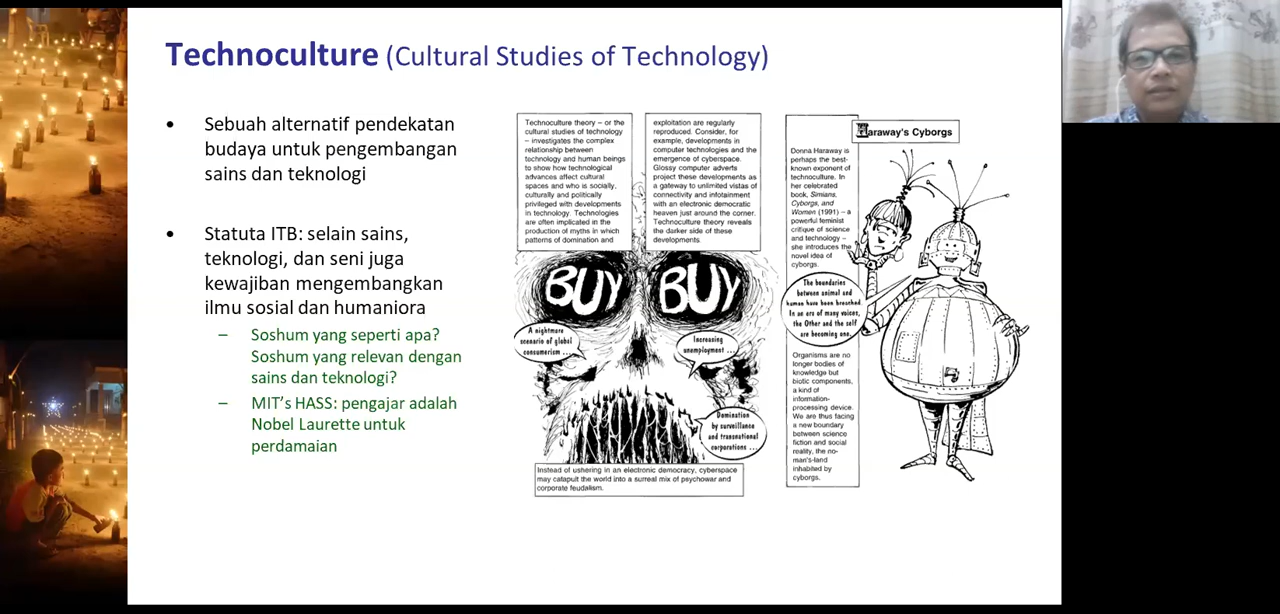 Technoculture (Cultural Studies of Technology)
• Sebuah alternatif pendekatan
budaya untuk pengembangan
sains dan teknologi
• Statuta ITB: selain sains,
teknologi, dan seni juga
kewajiban mengembangkan
ilmu sosial dan humaniora
– Soshum yang seperti apa?
Soshum yang relevan dengan
sains dan teknologi?
– MIT's HASS: pengajar adalah
Nobel Laurette untuk
perdamaian
Technoculture theory – or the
cultural studies of technology
– investigates the complex
relationship between
technology and human beings
to show how technological
advances affect cultural
spaces and who is socially,
culturally and politically
privileged with developments
in technology. Technologies
are often implicated in the
production of myths in which
patterns of domination and
exploitation are regularly
reproduced. Consider, for
example, developments in
computer technologies and the
emergence of cyberspace.
Glossy computer adverts
project these developments as
a gateway to unlimited vistas of
connectivity and infotainment
with an electronic democratic
heaven just around the corner.
Technoculture theory reveals
the darker side of these
developments.
BUY BUY
A nightmare
scenario of global
consumerism ...
Increasing
unemployment ...
Domination
by surveillance
and transnational
corporations ...
Instead of ushering in an electronic democracy, cyberspace
may catapult the world into a surreal mix of psychowar and
corporate feudalism.
Haraway's Cyborgs
Donna Haraway is
perhaps the best-
known exponent of
technoculture. In
her celebrated
book, Simians,
Cyborgs, and
Women (1991) – a
powerful feminist
critique of science
and technology –
she introduces the
novel idea of
cyborgs.
The boundaries
between animal and
human have been breached.
In an era of many voices,
the Other and the self
are becoming one.
Organisms are no
longer bodies of
knowledge but
biotic components,
a kind of
information-
processing device.
We are thus facing
a new boundary
between science
fiction and social
reality, the no-
man's-land
inhabited by
cyborgs.